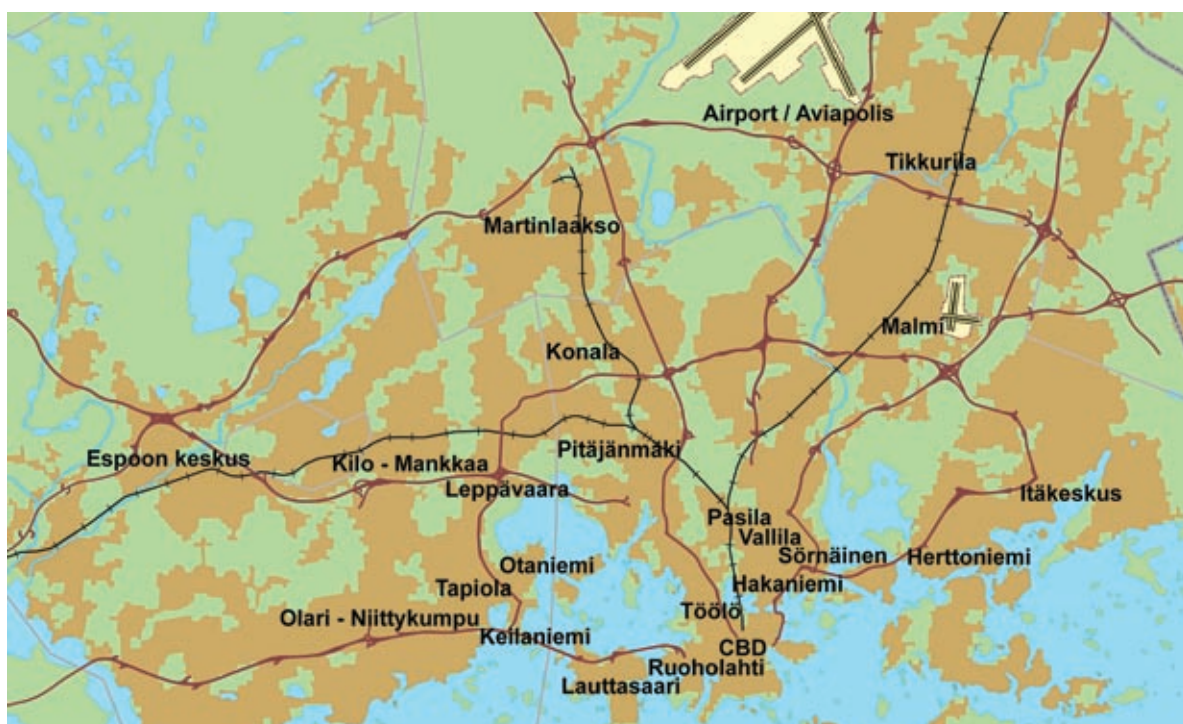 Airport / Aviapolis
Tikkurila
Martinlaakso
Malmi
Konala
Pitäjänmäki
Espoon keskus
Kilo - Mankkaa
Leppävaara
Itäkeskus
Pasila
Vallila
Sörnäinen
Herttoniemi
Otaniemi
Hakaniemi
Tapiola
Töölö
Olari - Niittykumpu
Keilaniemi
CBD
Ruoholahti
Lauttasaari